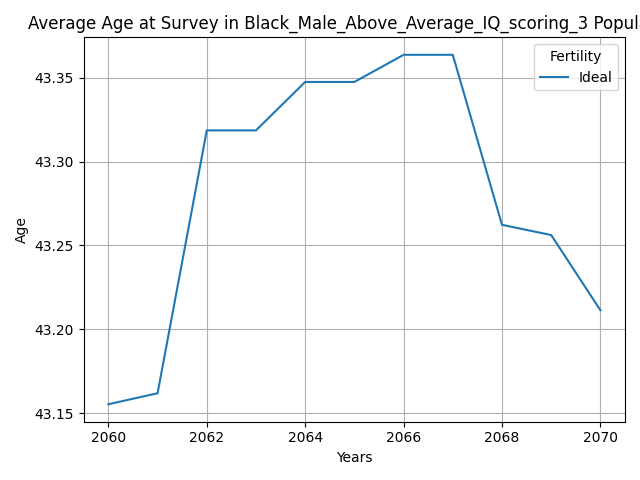 Average Age at Survey in Black_Male_Above_Average_IQ_scoring_3 Popul
Fertility
Ideal
43.35
43.30
43.25
43.20
43.15
Age
2060 2062 2064 2066 2068 2070
Years